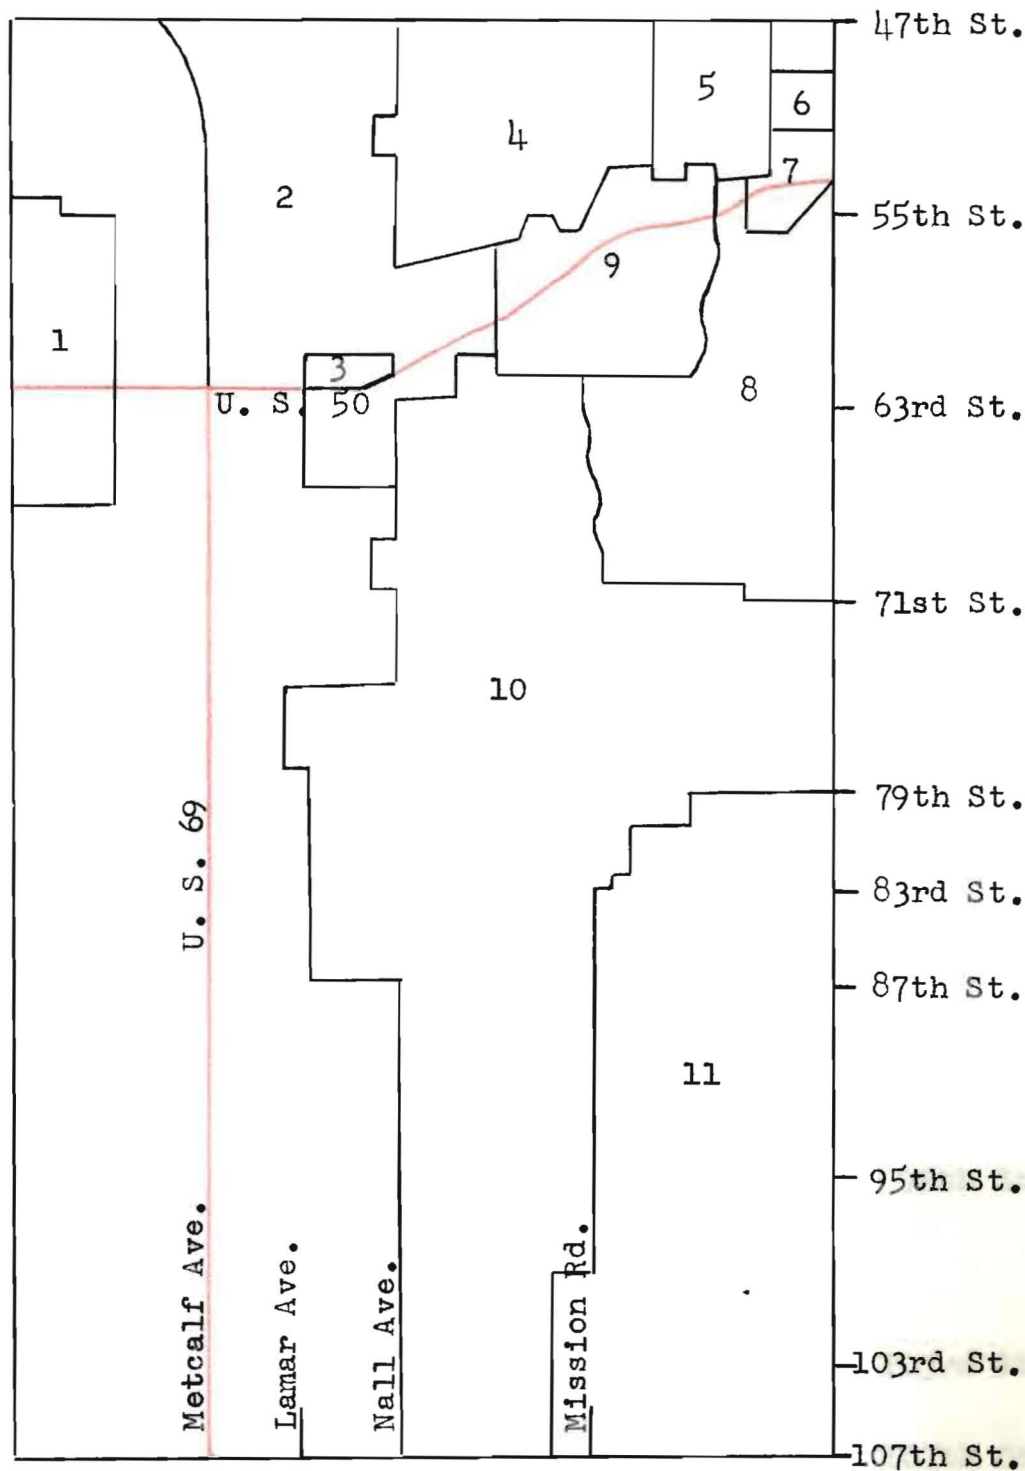 47th St.
5
6
4
7
2
55th St.
9
1
3
8
U. S. 50
63rd St.
71st St.
10
79th St.
U. S. 69
83rd St.
87th St.
11
95th St.
Metcalf Ave.
Lamar Ave.
Nall Ave.
Mission Rd.
103rd St.
107th St.